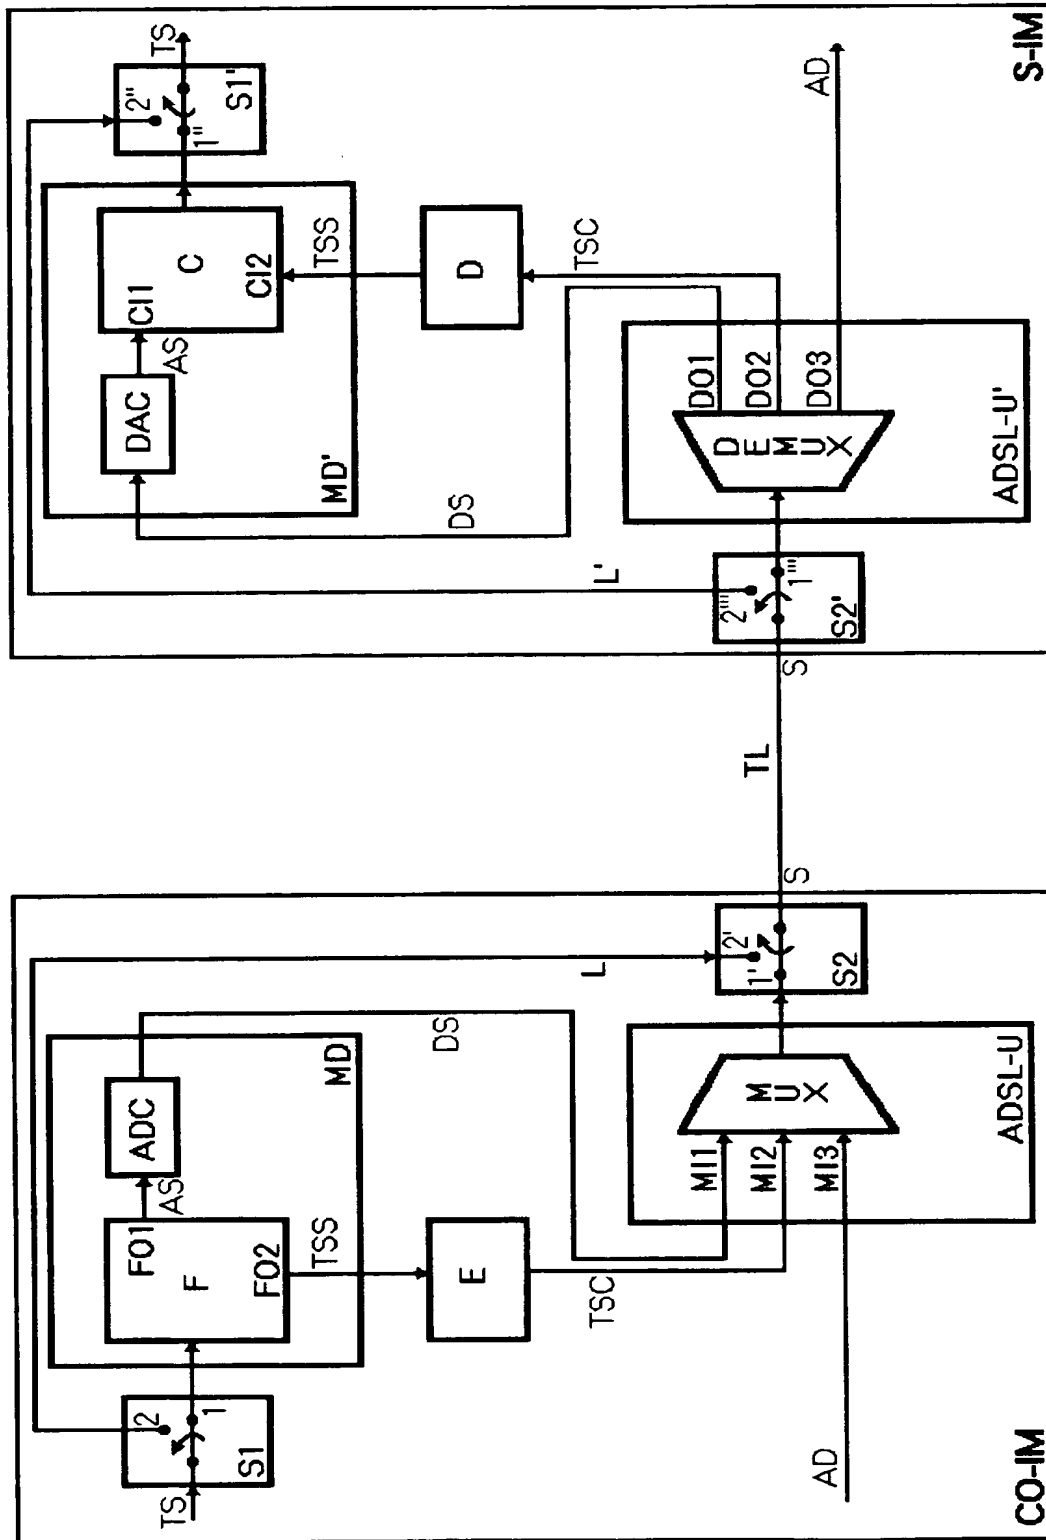 TS
S1
2
1
F
FO1
FO2
AS
ADC
MD
TSS
E
DS
TSC
L
AD
MI1
MI2
MI3
MUX
ADSL-U
1'
2'
S2
S
CO-IM
TL
S
2'''
1'''
S2'
L'
DEMUX
DO1
DO2
DO3
ADSL-U'
DS
TSC
D
TSS
MD'
DAC
AS
CI1
C
CI2
1''
2''
S1'
TS
AD
S-IM